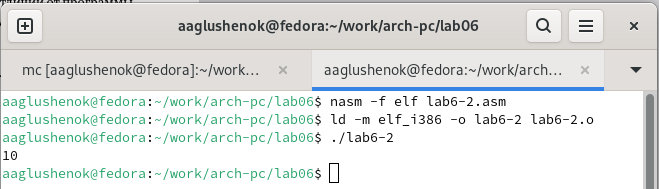 aaglushenok@fedora:~/work/arch-pc/lab06
mc [aaglushenok@fedora]:~/work...
aaglushenok@fedora:~/work/arch...
aaglushenok@fedora:~/work/arch-pc/lab06$ nasm -f elf lab6-2.asm
aaglushenok@fedora:~/work/arch-pc/lab06$ ld -m elf_i386 -o lab6-2 lab6-2.o
aaglushenok@fedora:~/work/arch-pc/lab06$ ./lab6-2
10
aaglushenok@fedora:~/work/arch-pc/lab06$